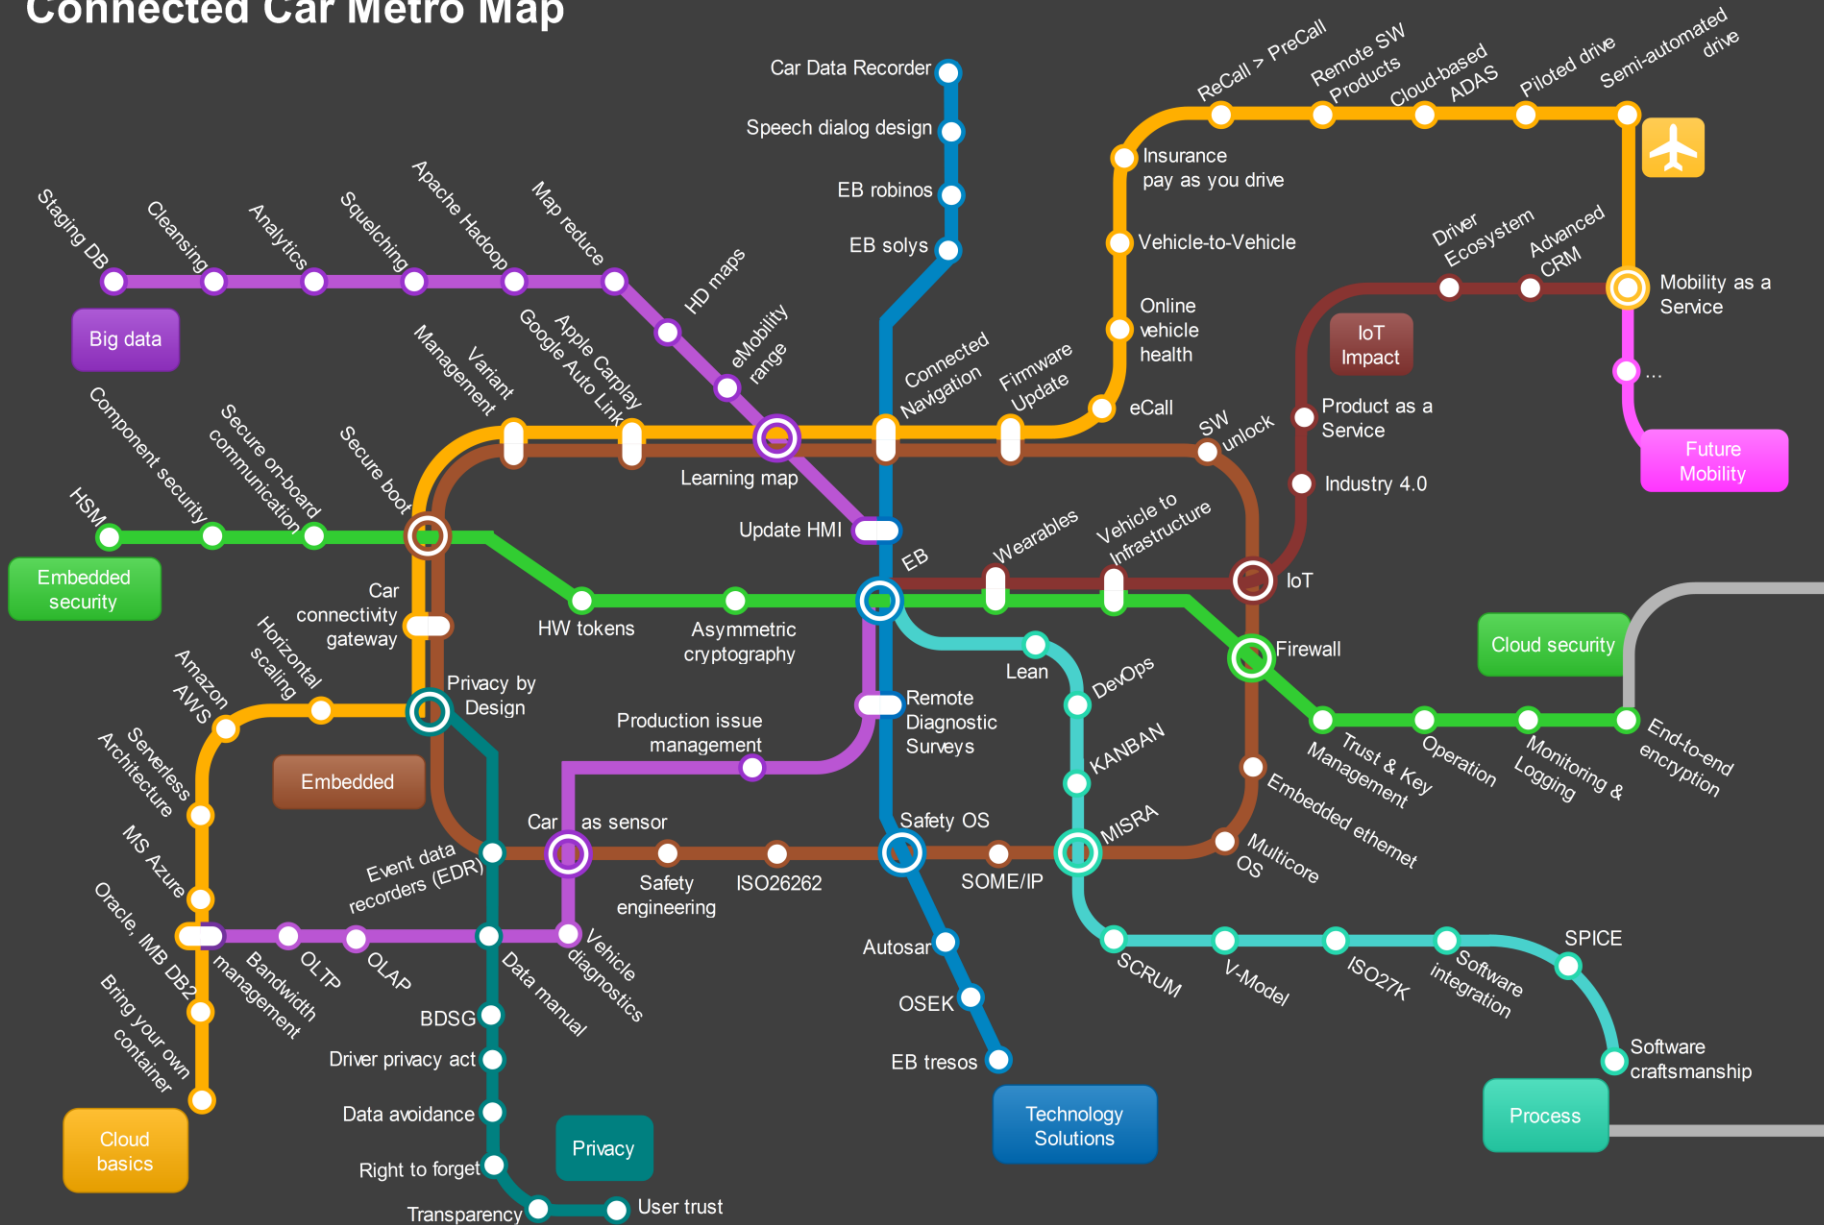 Connected Car Metro Map
Car Data Recorder
Speech dialog design
EB robinos
EB solys
ReCall > PreCall
Remote SW
Products
Cloud-based
ADAS
Piloted drive
Semi-automated
drive
Insurance
pay as you drive
Vehicle-to-Vehicle
Online
vehicle
health
eCall
Driver
Ecosystem
Advanced
CRM
Mobility as a
Service
...
Future
Mobility
IoT
Impact
Product as a
Service
Industry 4.0
Staging DB
Cleansing
Analytics
Squelching
Apache Hadoop
Map reduce
HD maps
eMobility
range
Big data
Variant
Management
Apple Carplay
Google Auto Link
Learning map
Connected
Navigation
Firmware
Update
SW
unlock
HSM
Component security
Secure on-board
communication
Secure boot
Embedded
security
Update HMI
EB
Wearables
Vehicle to
Infrastructure
IoT
Car
connectivity
gateway
HW tokens
Asymmetric
cryptography
Lean
Firewall
Cloud security
Amazon
AWS
Horizontal
scaling
Privacy by
Design
Production issue
management
Remote
Diagnostic
Surveys
DevOps
KANBAN
Trust & Key
Management
Operation
Monitoring &
Logging
End-to-end
encryption
Serverless
Architecture
Embedded
Embedded ethernet
MS Azure
Event data
recorders (EDR)
Car as sensor
Safety
engineering
ISO26262
Safety OS
SOME/IP
MISRA
Multicore
OS
Oracle, IMB DB2
Bandwidth
management
OLTP
OLAP
Data manual
Vehicle
diagnostics
Autosar
OSEK
EB tresos
SCRUM
V-Model
ISO27K
Software
integration
SPICE
Software
craftsmanship
Bring your own
container
BDSG
Driver privacy act
Data avoidance
Right to forget
Transparency
User trust
Cloud
basics
Privacy
Technology
Solutions
Process